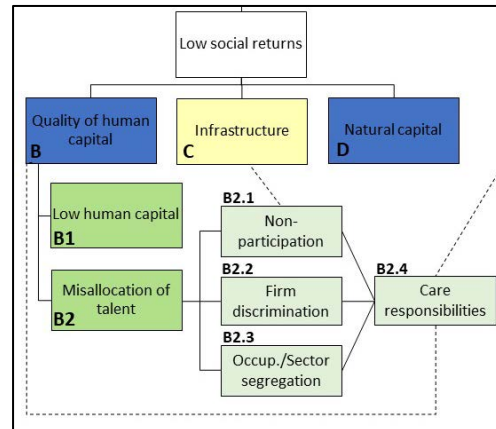 Low social returns
Quality of human
capital
B
Infrastructure
C
Natural capital
D
Low human capital
B1
Misallocation of
talent
B2
B2.1
Non-
participation
B2.2
Firm
discrimination
B2.3
Occup./Sector
segregation
B2.4
Care
responsibilities